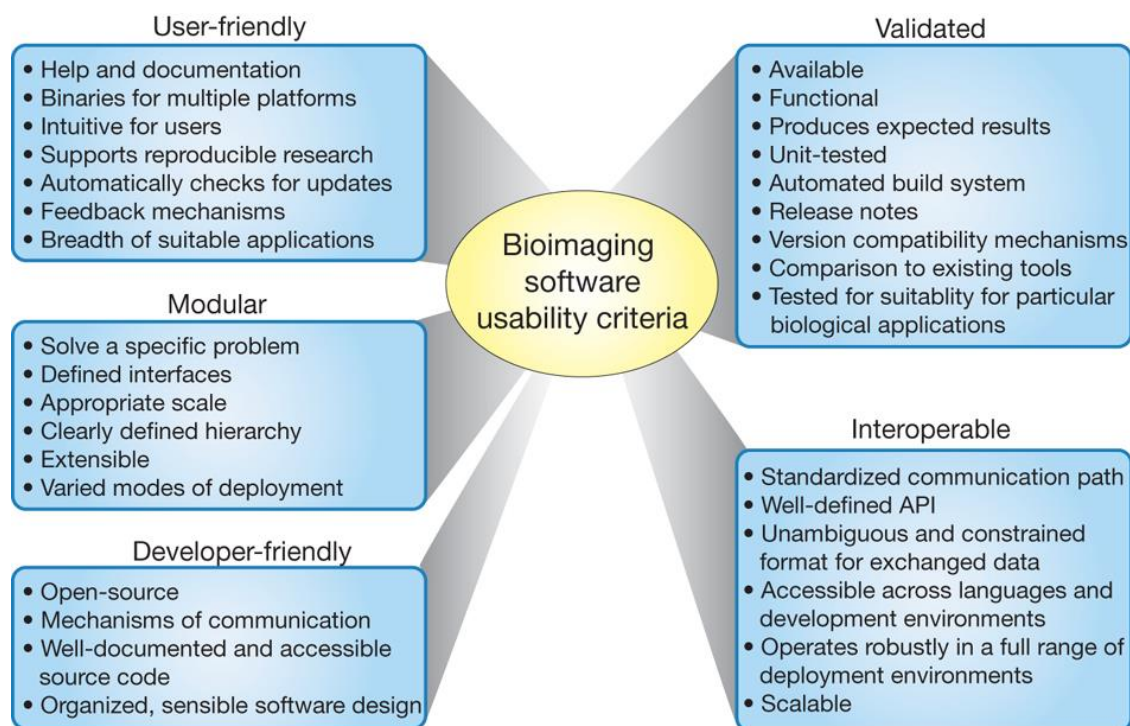 User-friendly
• Help and documentation
• Binaries for multiple platforms
• Intuitive for users
• Supports reproducible research
• Automatically checks for updates
• Feedback mechanisms
• Breadth of suitable applications
Modular
• Solve a specific problem
• Defined interfaces
• Appropriate scale
• Clearly defined hierarchy
• Extensible
• Varied modes of deployment
Developer-friendly
• Open-source
• Mechanisms of communication
• Well-documented and accessible
source code
• Organized, sensible software design
Bioimaging
software
usability criteria
Validated
• Available
• Functional
• Produces expected results
• Unit-tested
• Automated build system
• Release notes
• Version compatibility mechanisms
• Comparison to existing tools
• Tested for suitablity for particular
biological applications
Interoperable
• Standardized communication path
• Well-defined API
• Unambiguous and constrained
format for exchanged data
• Accessible across languages and
development environments
• Operates robustly in a full range of
deployment environments
• Scalable